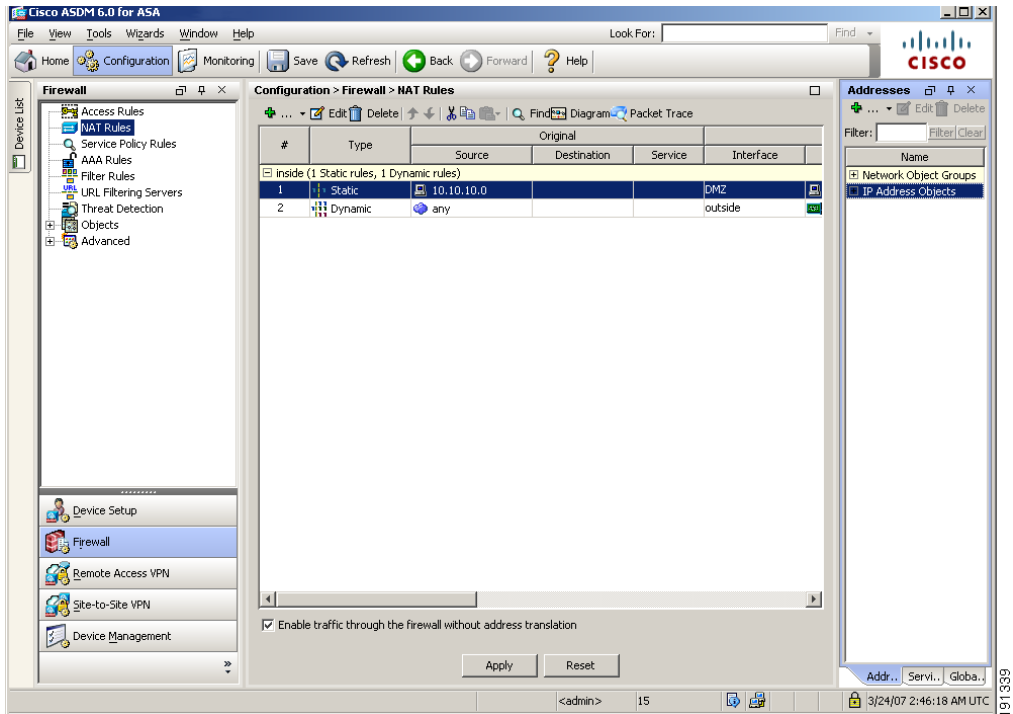 Cisco ASDM 6.0 for ASA
File View Tools Wizards Window Help Look For: Find
Home Configuration Monitoring Save Refresh Back Forward Help
CISCO
Device List
Firewall
Access Rules
NAT Rules
Service Policy Rules
AAA Rules
Filter Rules
URL URL Filtering Servers
Threat Detection
Objects
Advanced
Device Setup
Firewall
Remote Access VPN
Site-to-Site VPN
Device Management
Configuration > Firewall > NAT Rules
... Edit Delete Find Diagram Packet Trace
# Type Original
Source Destination Service Interface
inside (1 Static rules, 1 Dynamic rules)
1 Static 10.10.10.0 DMZ
2 Dynamic any outside
Enable traffic through the firewall without address translation
Apply Reset
Addresses
... Edit Delete
Filter: Filter Clear
Name
Network Object Groups
IP Address Objects
Addr.. Servi.. Globa..
<admin> 15 3/24/07 2:46:18 AM UTC
191339